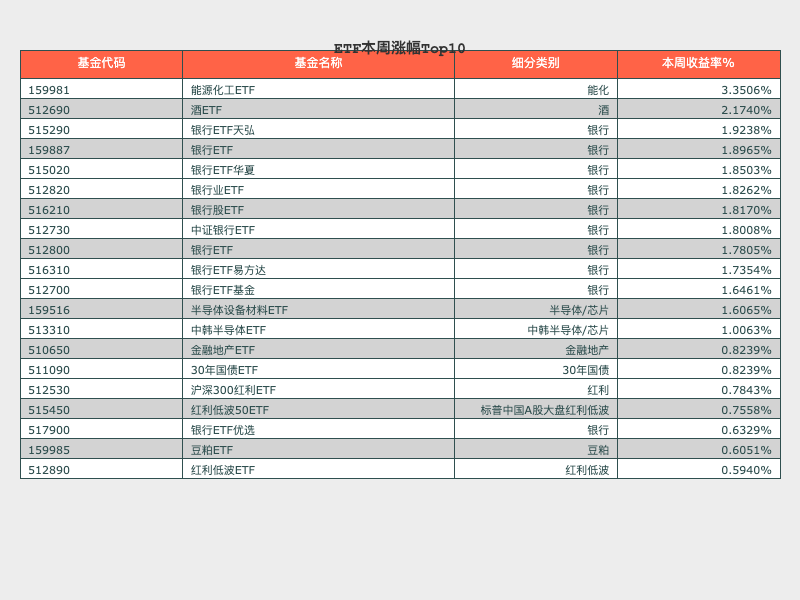 ETF本周涨幅Top10
基金代码 基金名称 细分类别 本周收益率%
159981 能源化工ETF 能化 3.3506%
512690 酒ETF 酒 2.1740%
515290 银行ETF天弘 银行 1.9238%
159887 银行ETF 银行 1.8965%
515020 银行ETF华夏 银行 1.8503%
512820 银行业ETF 银行 1.8262%
516210 银行股ETF 银行 1.8170%
512730 中证银行ETF 银行 1.8008%
512800 银行ETF 银行 1.7805%
516310 银行ETF易方达 银行 1.7354%
512700 银行ETF基金 银行 1.6461%
159516 半导体设备材料ETF 半导体/芯片 1.6065%
513310 中韩半导体ETF 中韩半导体/芯片 1.0063%
510650 金融地产ETF 金融地产 0.8239%
511090 30年国债ETF 30年国债 0.8239%
512530 沪深300红利ETF 红利 0.7843%
515450 红利低波50ETF 标普中国A股大盘红利低波 0.7558%
517900 银行ETF优选 银行 0.6329%
159985 豆粕ETF 豆粕 0.6051%
512890 红利低波ETF 红利低波 0.5940%